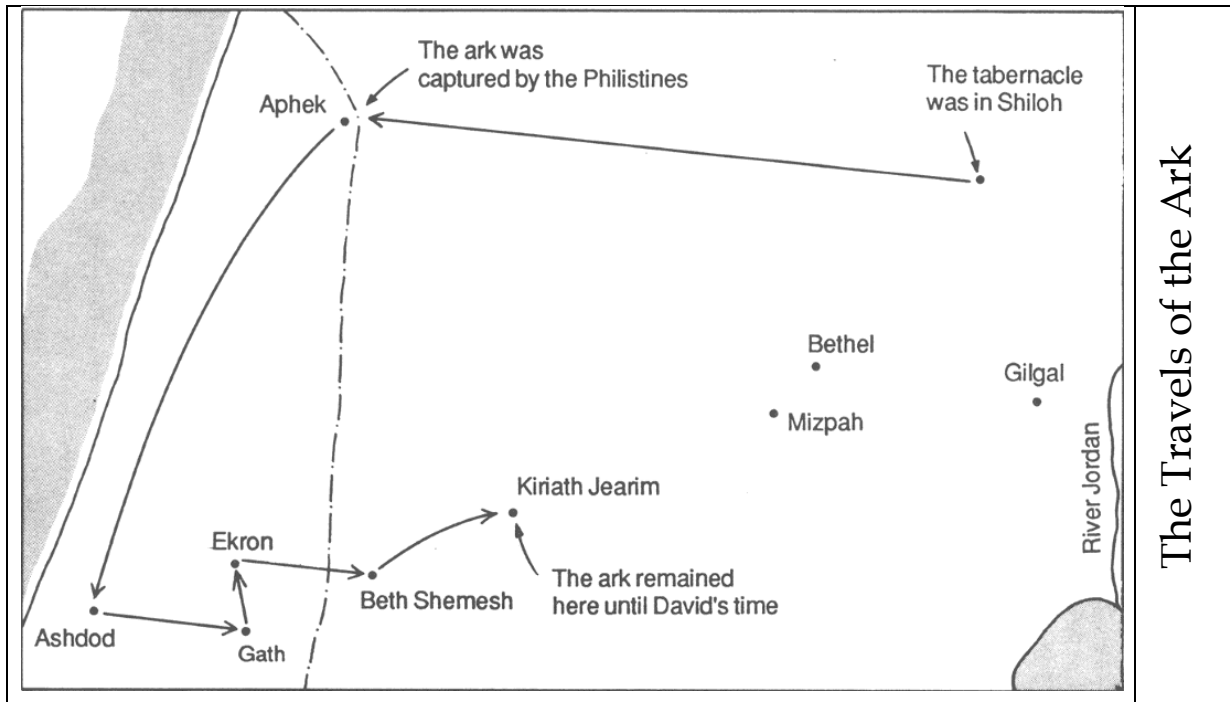 The ark was
captured by the Philistines
The tabernacle
was in Shiloh
Aphek
Bethel
Gilgal
Mizpah
River Jordan
Kiriath Jearim
Ekron
The ark remained
here until David's time
Beth Shemesh
Ashdod
Gath
The Travels of the Ark